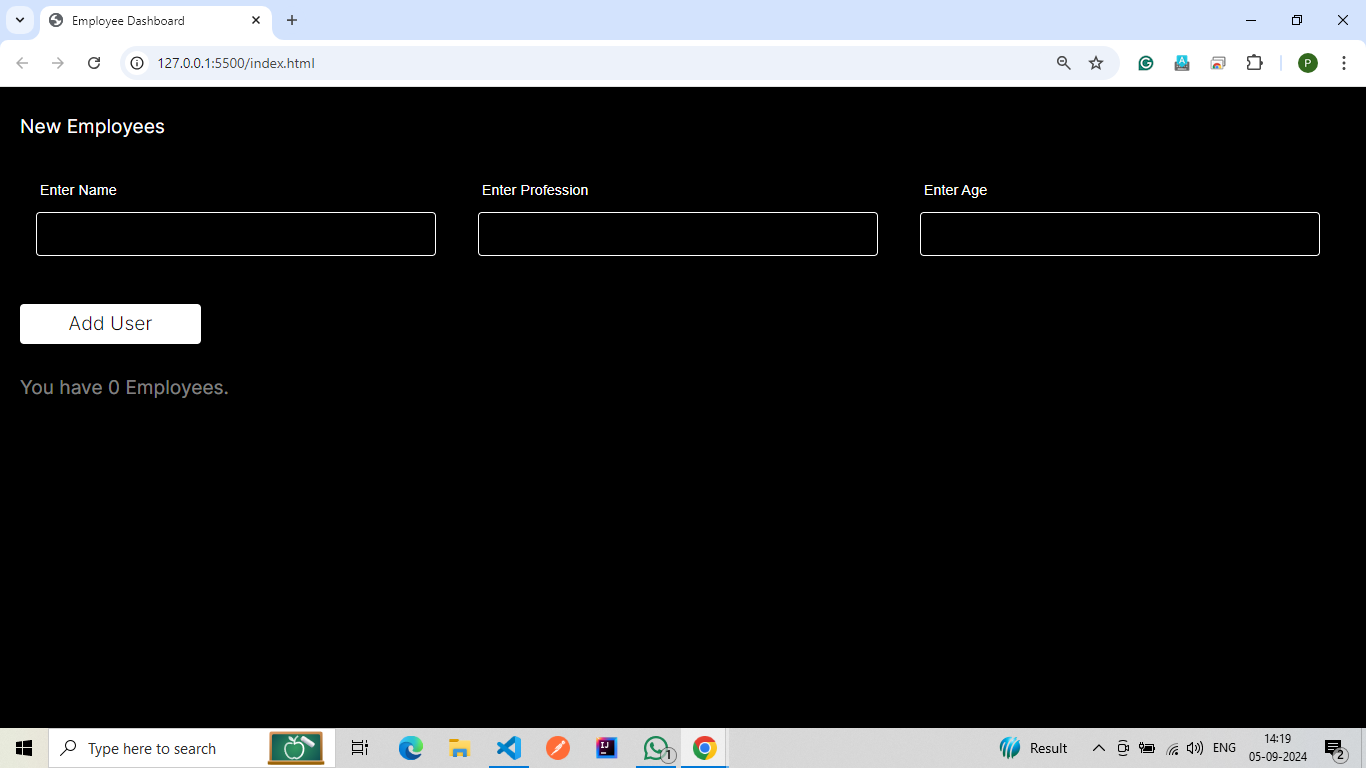 Employee Dashboard
127.0.0.1:5500/index.html
P
New Employees
Enter Name Enter Profession Enter Age
Add User
You have 0 Employees.
Type here to search
IJ
1
Result
ENG
14:19
05-09-2024
2